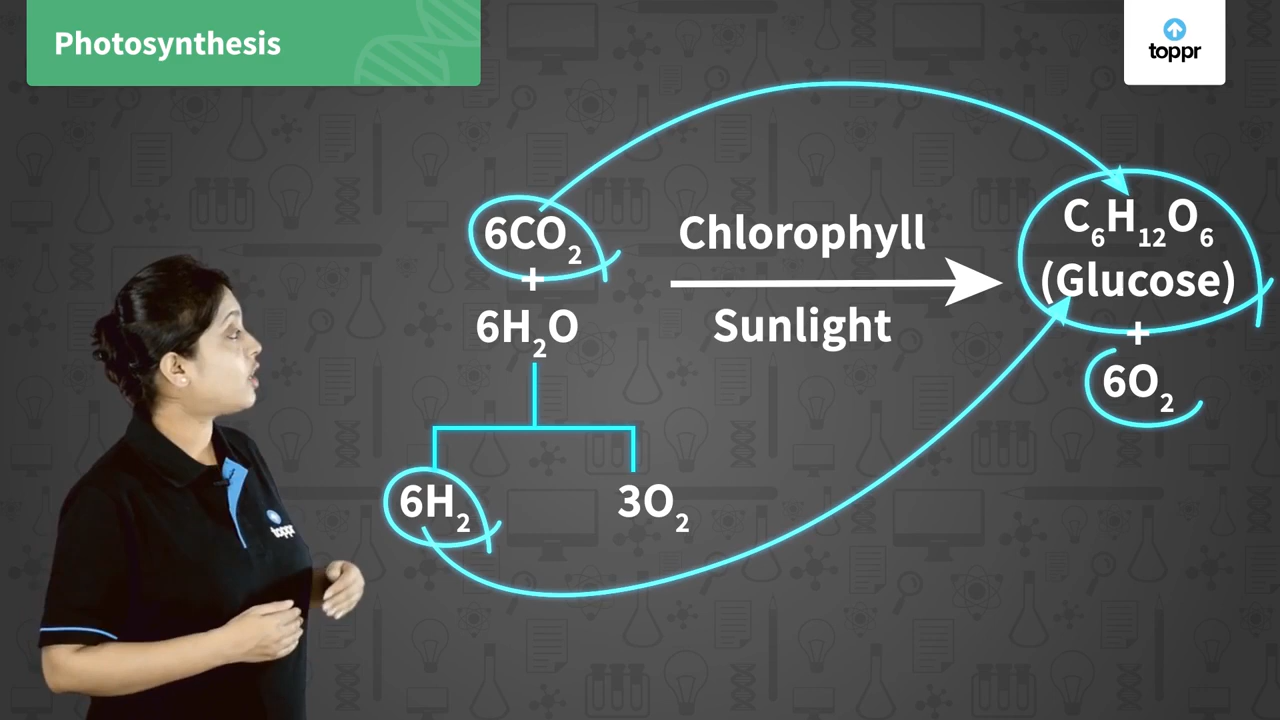 Photosynthesis
toppr
6CO₂
+
6H₂O
Chlorophyll
Sunlight
C₆H₁₂O₆
(Glucose)
+
6O₂
6H₂
3O₂
toppr